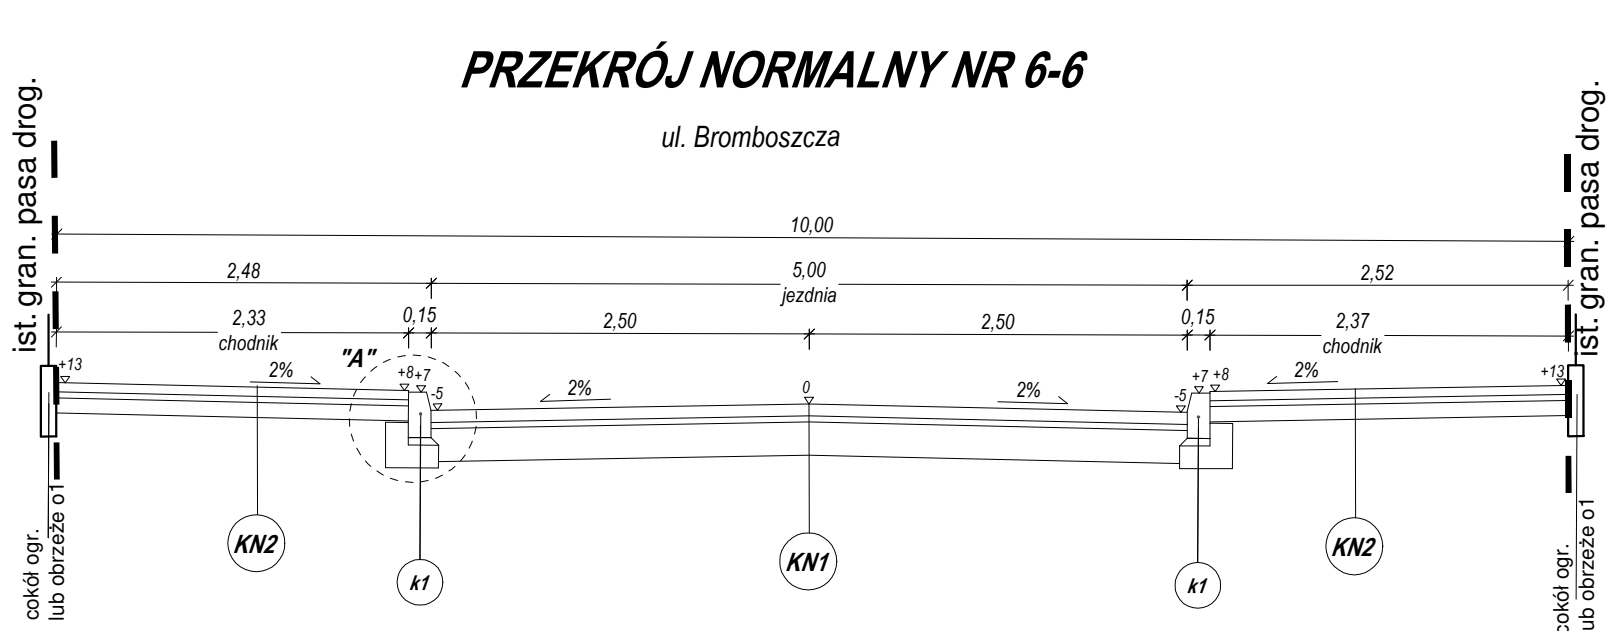 PRZEKRÓJ NORMALNY NR 6-6
ul. Bromboszcza
ist. gran. pasa drog.
ist. gran. pasa drog.
10,00
2,48
5,00
jezdnia
2,52
2,33
chodnik
0,15
2,50
2,50
0,15
2,37
chodnik
"A"
+13
2%
+8
+7
-5
2%
0
2%
-5
+7
+8
2%
+13
KN2
k1
KN1
k1
KN2
cokół ogr.
lub obrzeże o1
cokół ogr.
ub obrzeże o1